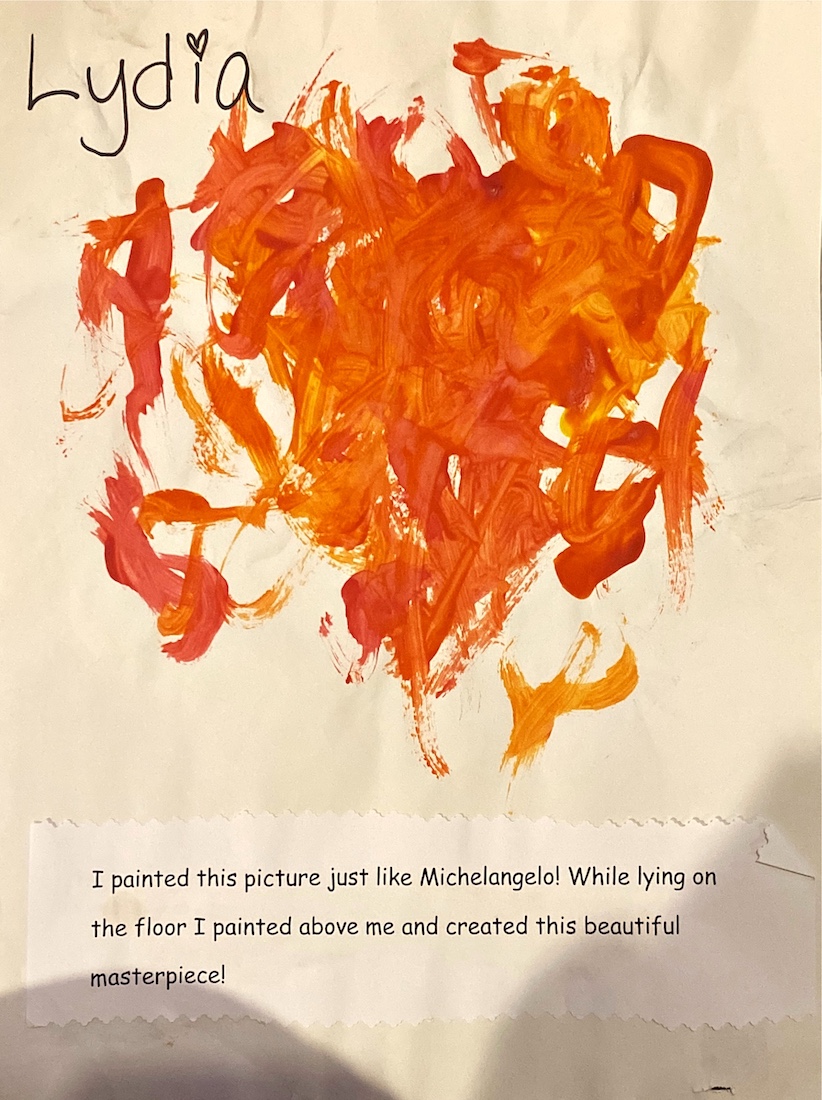 Lydia
I painted this picture just like Michelangelo! While lying on
the floor I painted above me and created this beautiful
masterpiece!